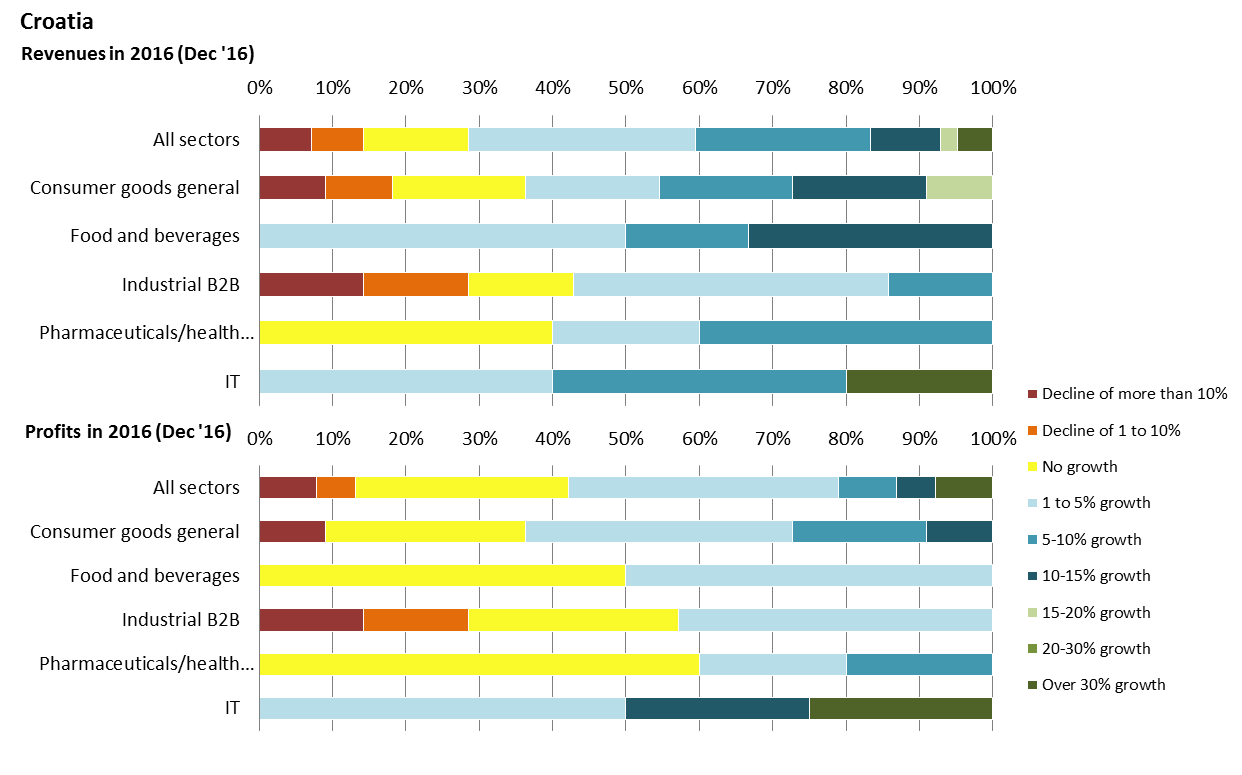 Croatia
Revenues in 2016 (Dec '16)
0% 10% 20% 30% 40% 50% 60% 70% 80% 90% 100%
All sectors
Consumer goods general
Food and beverages
Industrial B2B
Pharmaceuticals/health...
IT
Profits in 2016 (Dec '16)
0% 10% 20% 30% 40% 50% 60% 70% 80% 90% 100%
All sectors
Consumer goods general
Food and beverages
Industrial B2B
Pharmaceuticals/health...
IT
Decline of more than 10%
Decline of 1 to 10%
No growth
1 to 5% growth
5-10% growth
10-15% growth
15-20% growth
20-30% growth
Over 30% growth